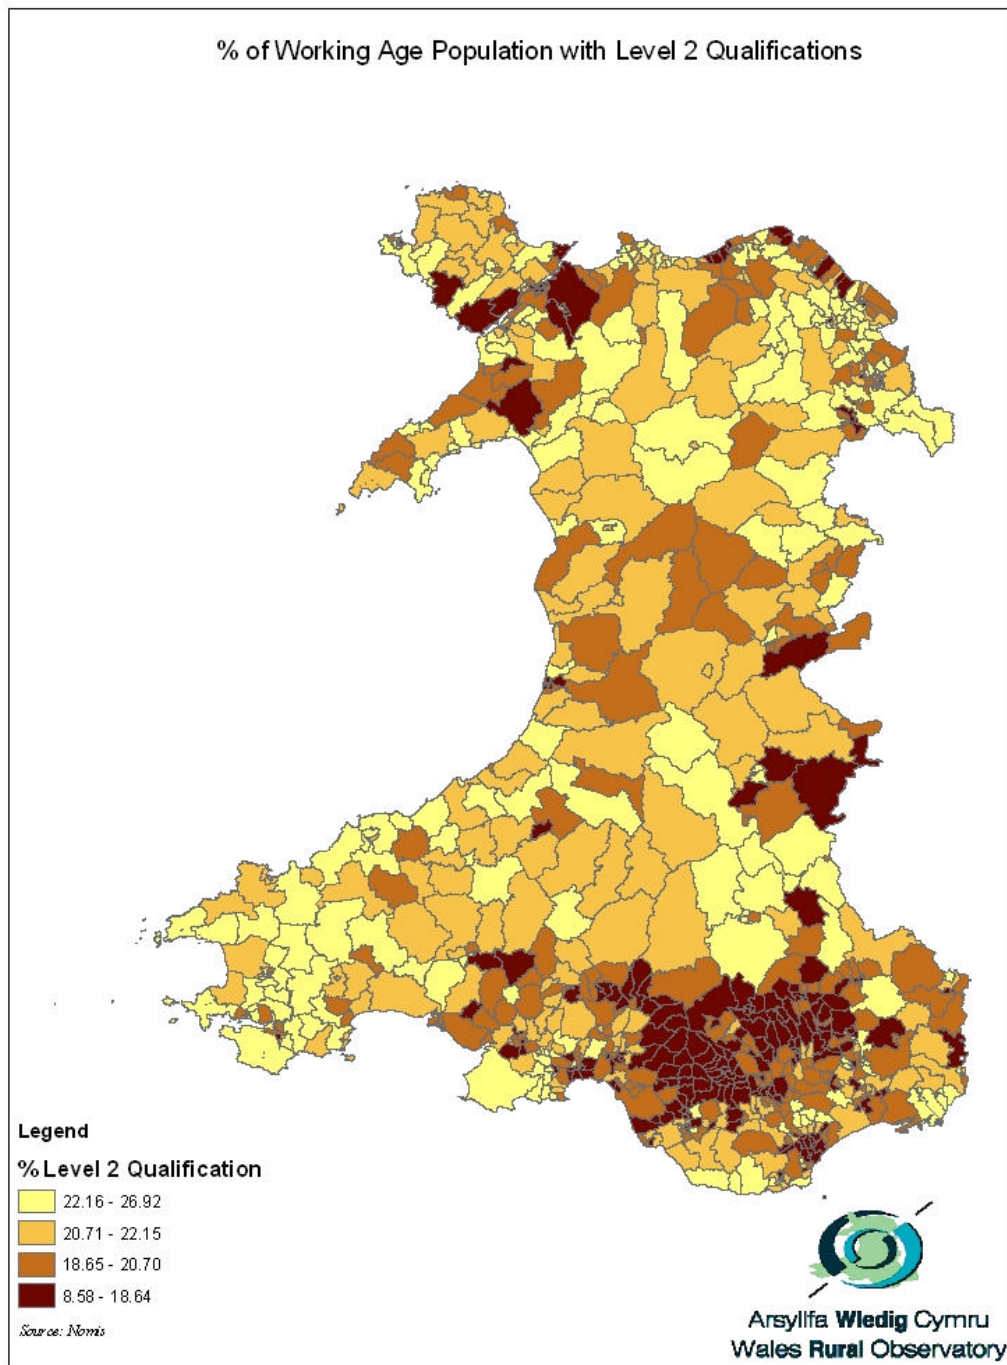 % of Working Age Population with Level 2 Qualifications
Legend
% Level 2 Qualification
22.16 - 26.92
20.71 - 22.15
18.65 - 20.70
8.58 - 18.64
Source: Nomis
Arsyllfa Wledig Cymru
Wales Rural Observatory